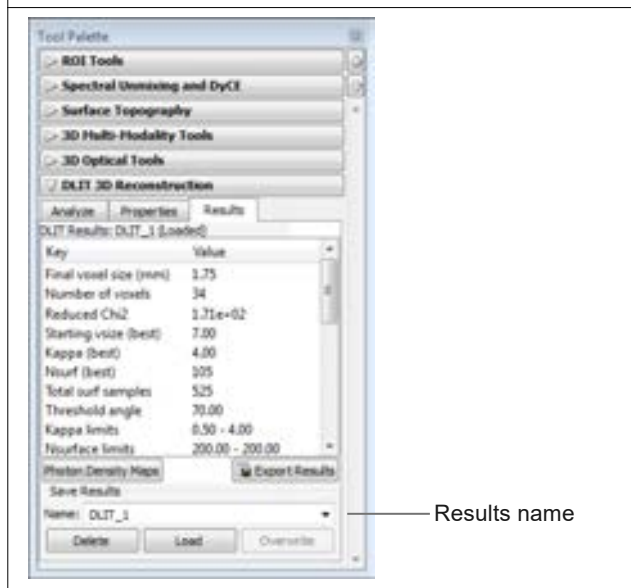 Tool Palette
ROI Tools
Spectral Unmixing and DyCE
Surface Topography
3D Multi-Modality Tools
3D Optical Tools
DLIT 3D Reconstruction
Analyze Properties Results
DLIT Results: DLIT_1 (Loaded)
Key Value
Final voxel size (mm) 1.75
Number of voxels 34
Reduced Chi2 1.71e+02
Starting vsize (best) 7.00
Kappa (best) 4.00
Nsurf (best) 105
Total surf samples 525
Threshold angle 70.00
Kappa limits 0.50 - 4.00
Nsurface limits 200.00 - 200.00
Photon Density Maps Export Results
Save Results
Name: DLIT_1 Results name
Delete Load Overwrite